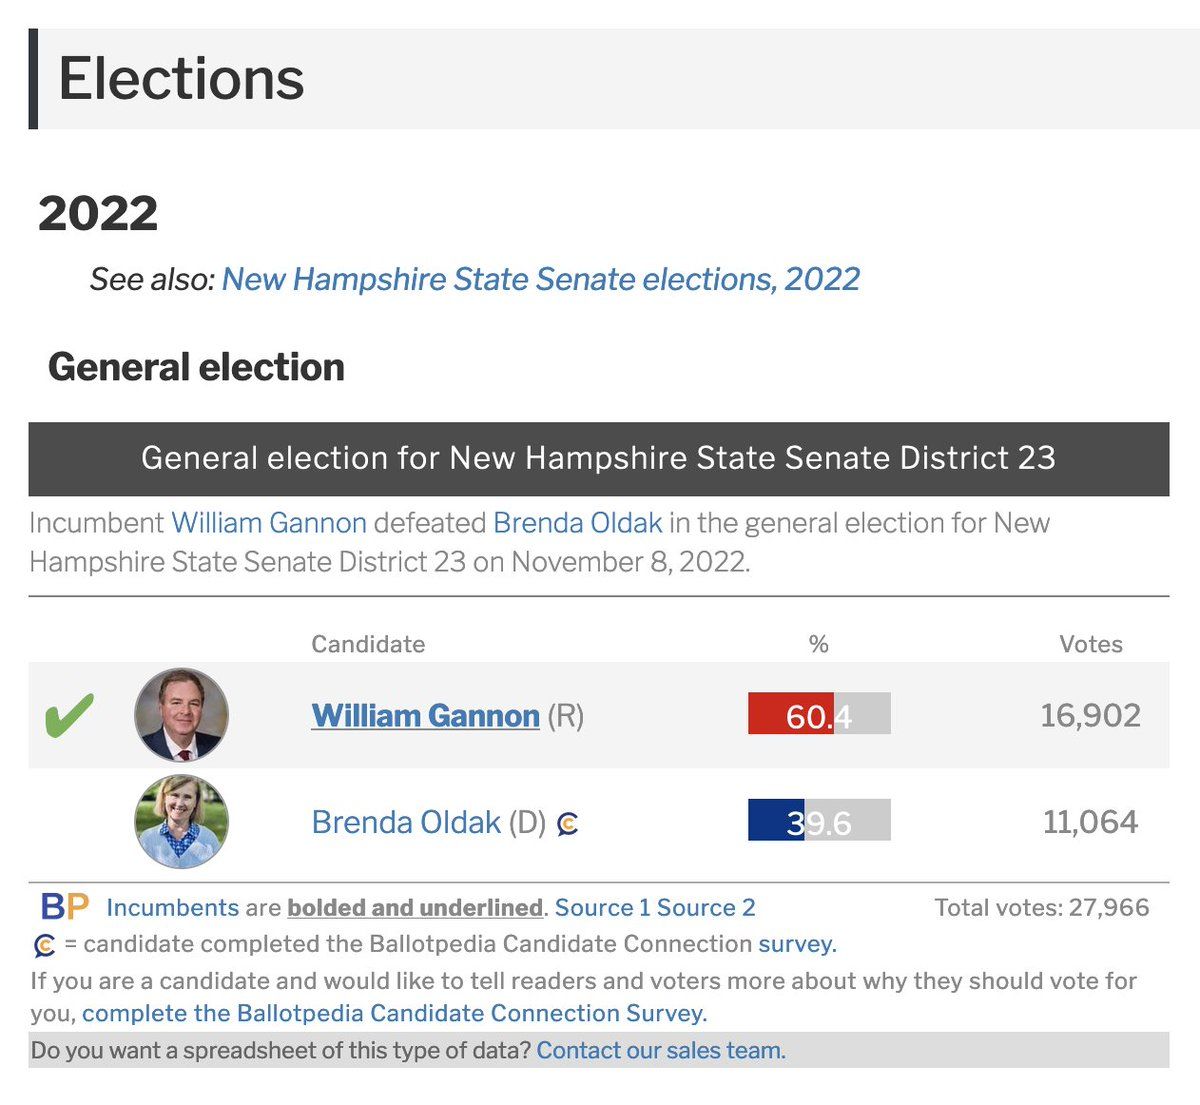 Elections
2022
See also: New Hampshire State Senate elections, 2022
General election
General election for New Hampshire State Senate District 23
Incumbent William Gannon defeated Brenda Oldak in the general election for New
Hampshire State Senate District 23 on November 8, 2022.
Candidate % Votes
William Gannon (R) 60.4 16,902
Brenda Oldak (D) C 39.6 11,064
BP Incumbents are bolded and underlined. Source 1 Source 2 Total votes: 27,966
C = candidate completed the Ballotpedia Candidate Connection survey.
If you are a candidate and would like to tell readers and voters more about why they should vote for
you, complete the Ballotpedia Candidate Connection Survey.
Do you want a spreadsheet of this type of data? Contact our sales team.